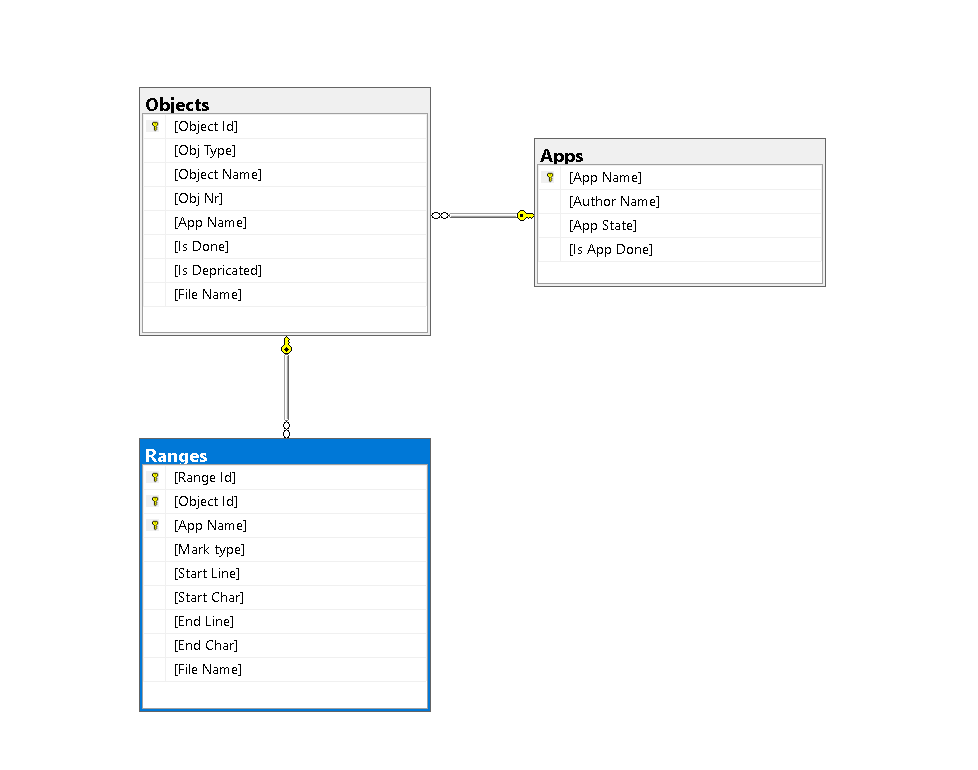 Objects
[Object Id]
[Obj Type]
[Object Name]
[Obj Nr]
[App Name]
[Is Done]
[Is Depricated]
[File Name]
Apps
[App Name]
[Author Name]
[App State]
[Is App Done]
Ranges
[Range Id]
[Object Id]
[App Name]
[Mark type]
[Start Line]
[Start Char]
[End Line]
[End Char]
[File Name]